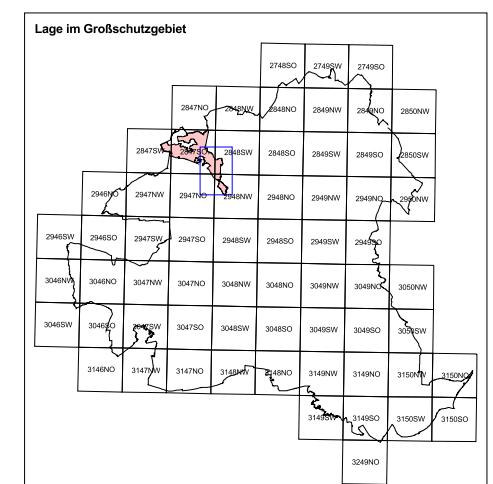 Lage im Großschutzgebiet
2748SO 2749SW 2749SO
2847NO 2848NW 2848NO 2849NW 2849NO 2850NW
2847SW 2847SO 2848SW 2848SO 2849SW 2849SO 2850SW
2946NO 2947NW 2947NO 2948NW 2948NO 2949NW 2949NO 2950NW
2946SW 2946SO 2947SW 2947SO 2948SW 2948SO 2949SW 2949SO
3046NW 3046NO 3047NW 3047NO 3048NW 3048NO 3049NW 3049NO 3050NW
3046SW 3046SO 3047SW 3047SO 3048SW 3048SO 3049SW 3049SO 3050SW
3146NO 3147NW 3147NO 3148NW 3148NO 3149NW 3149NO 3150NW 3150NO
3149SW 3149SO 3150SW 3150SO
3249NO